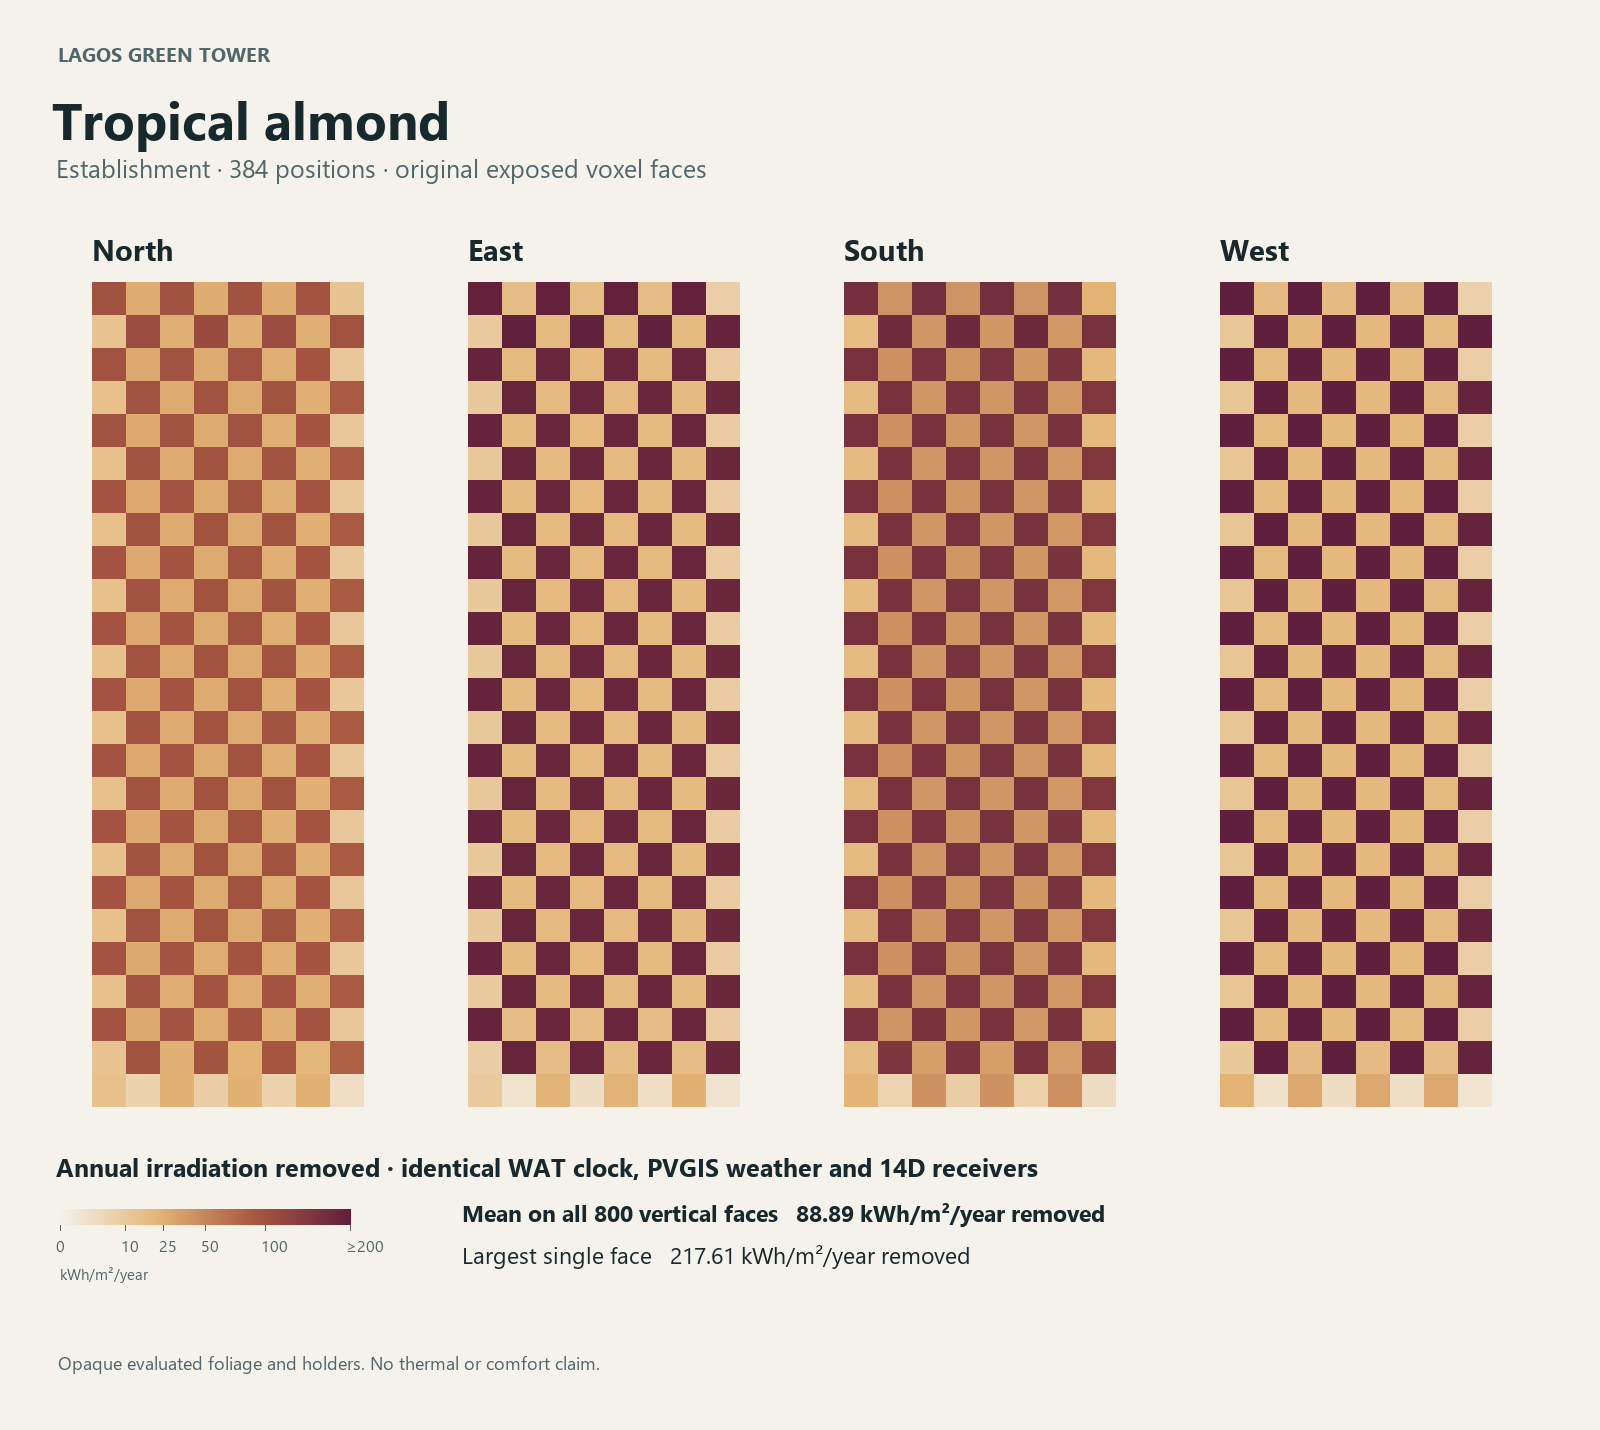 LAGOS GREEN TOWER
Tropical almond
Establishment · 384 positions · original exposed voxel faces
North East South West
Annual irradiation removed · identical WAT clock, PVGIS weather and 14D receivers
0 10 25 50 100 ≥200
kWh/m²/year
Mean on all 800 vertical faces 88.89 kWh/m²/year removed
Largest single face 217.61 kWh/m²/year removed
Opaque evaluated foliage and holders. No thermal or comfort claim.